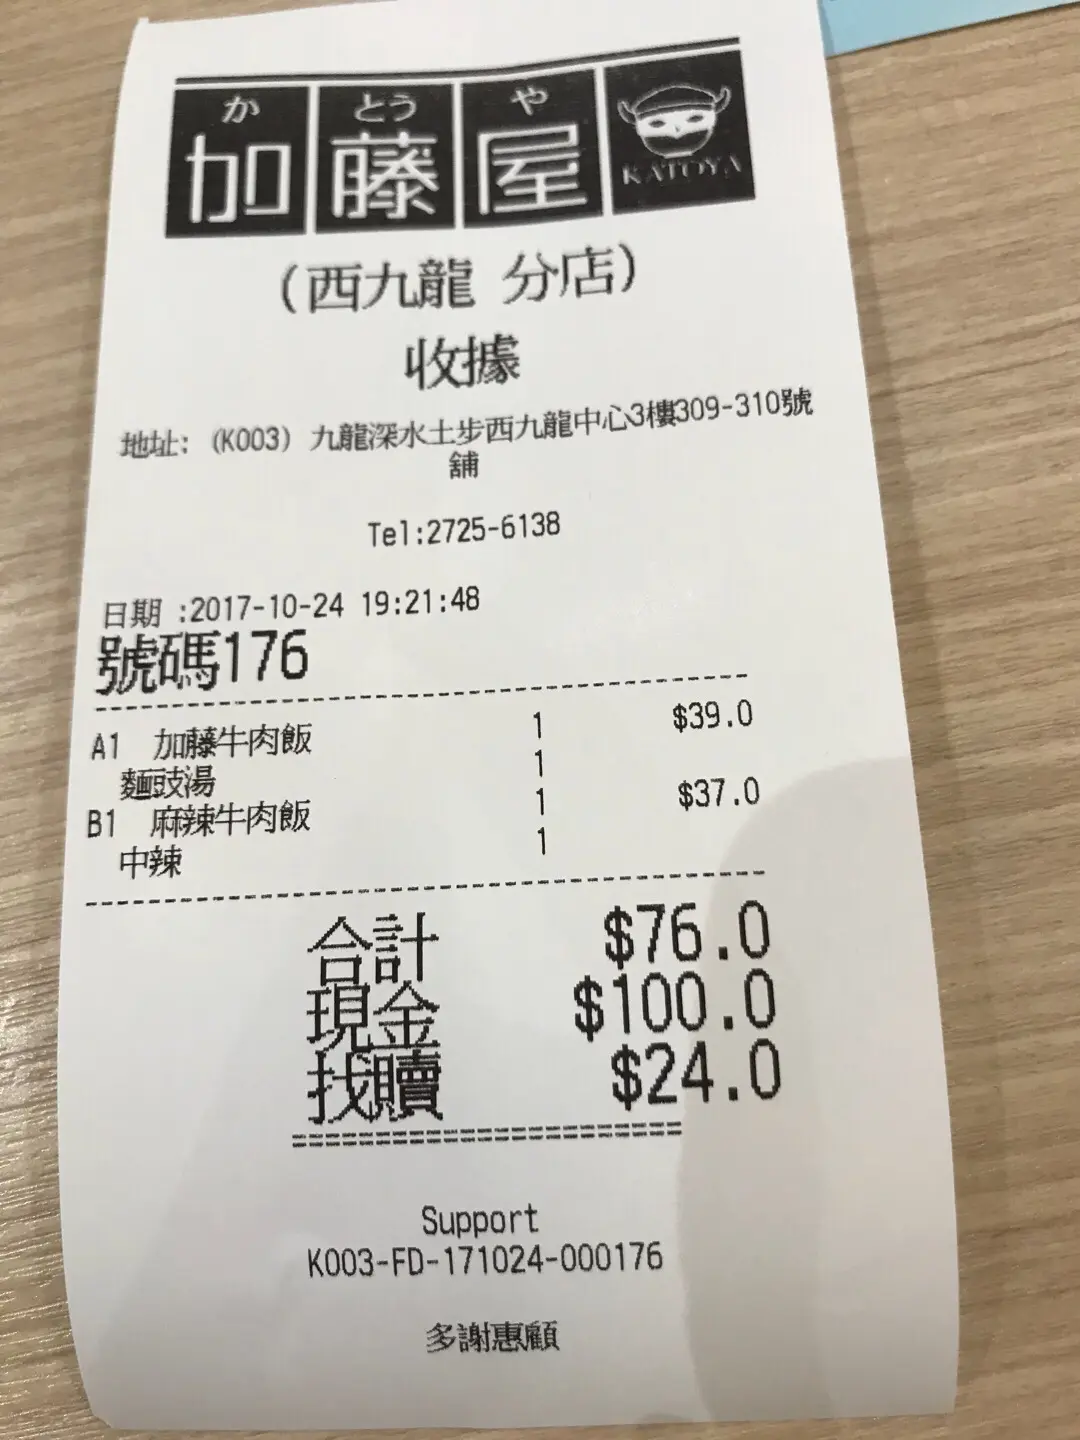 か とう や
加藤屋 KATOYA
(西九龍 分店)
收據
地址: (K003) 九龍深水土步西九龍中心3樓309-310號
舖
Tel:2725-6138
日期 :2017-10-24 19:21:48
號碼176
A1 加藤牛肉飯 1 $39.0
麵豉湯 1
B1 麻辣牛肉飯 1 $37.0
中辣 1
合計 $76.0
現金 $100.0
找贖 $24.0
Support
K003-FD-171024-000176
多謝惠顧